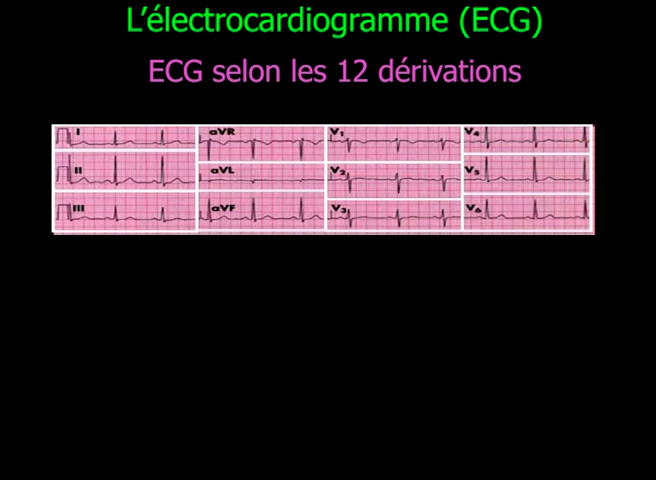 L'électrocardiogramme (ECG)
ECG selon les 12 dérivations
I aVR V1 V4
II aVL V2 V5
III aVF V3 V6